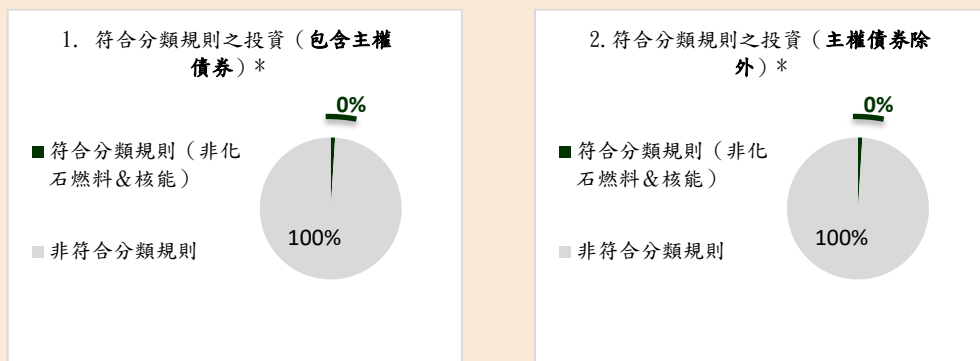 1. 符合分類規則之投資（包含主權
債券）*
0%
符合分類規則（非化
石燃料&核能）
100%
非符合分類規則
2.符合分類規則之投資（主權債券除
外）*
0%
符合分類規則（非化
石燃料&核能）
100%
非符合分類規則